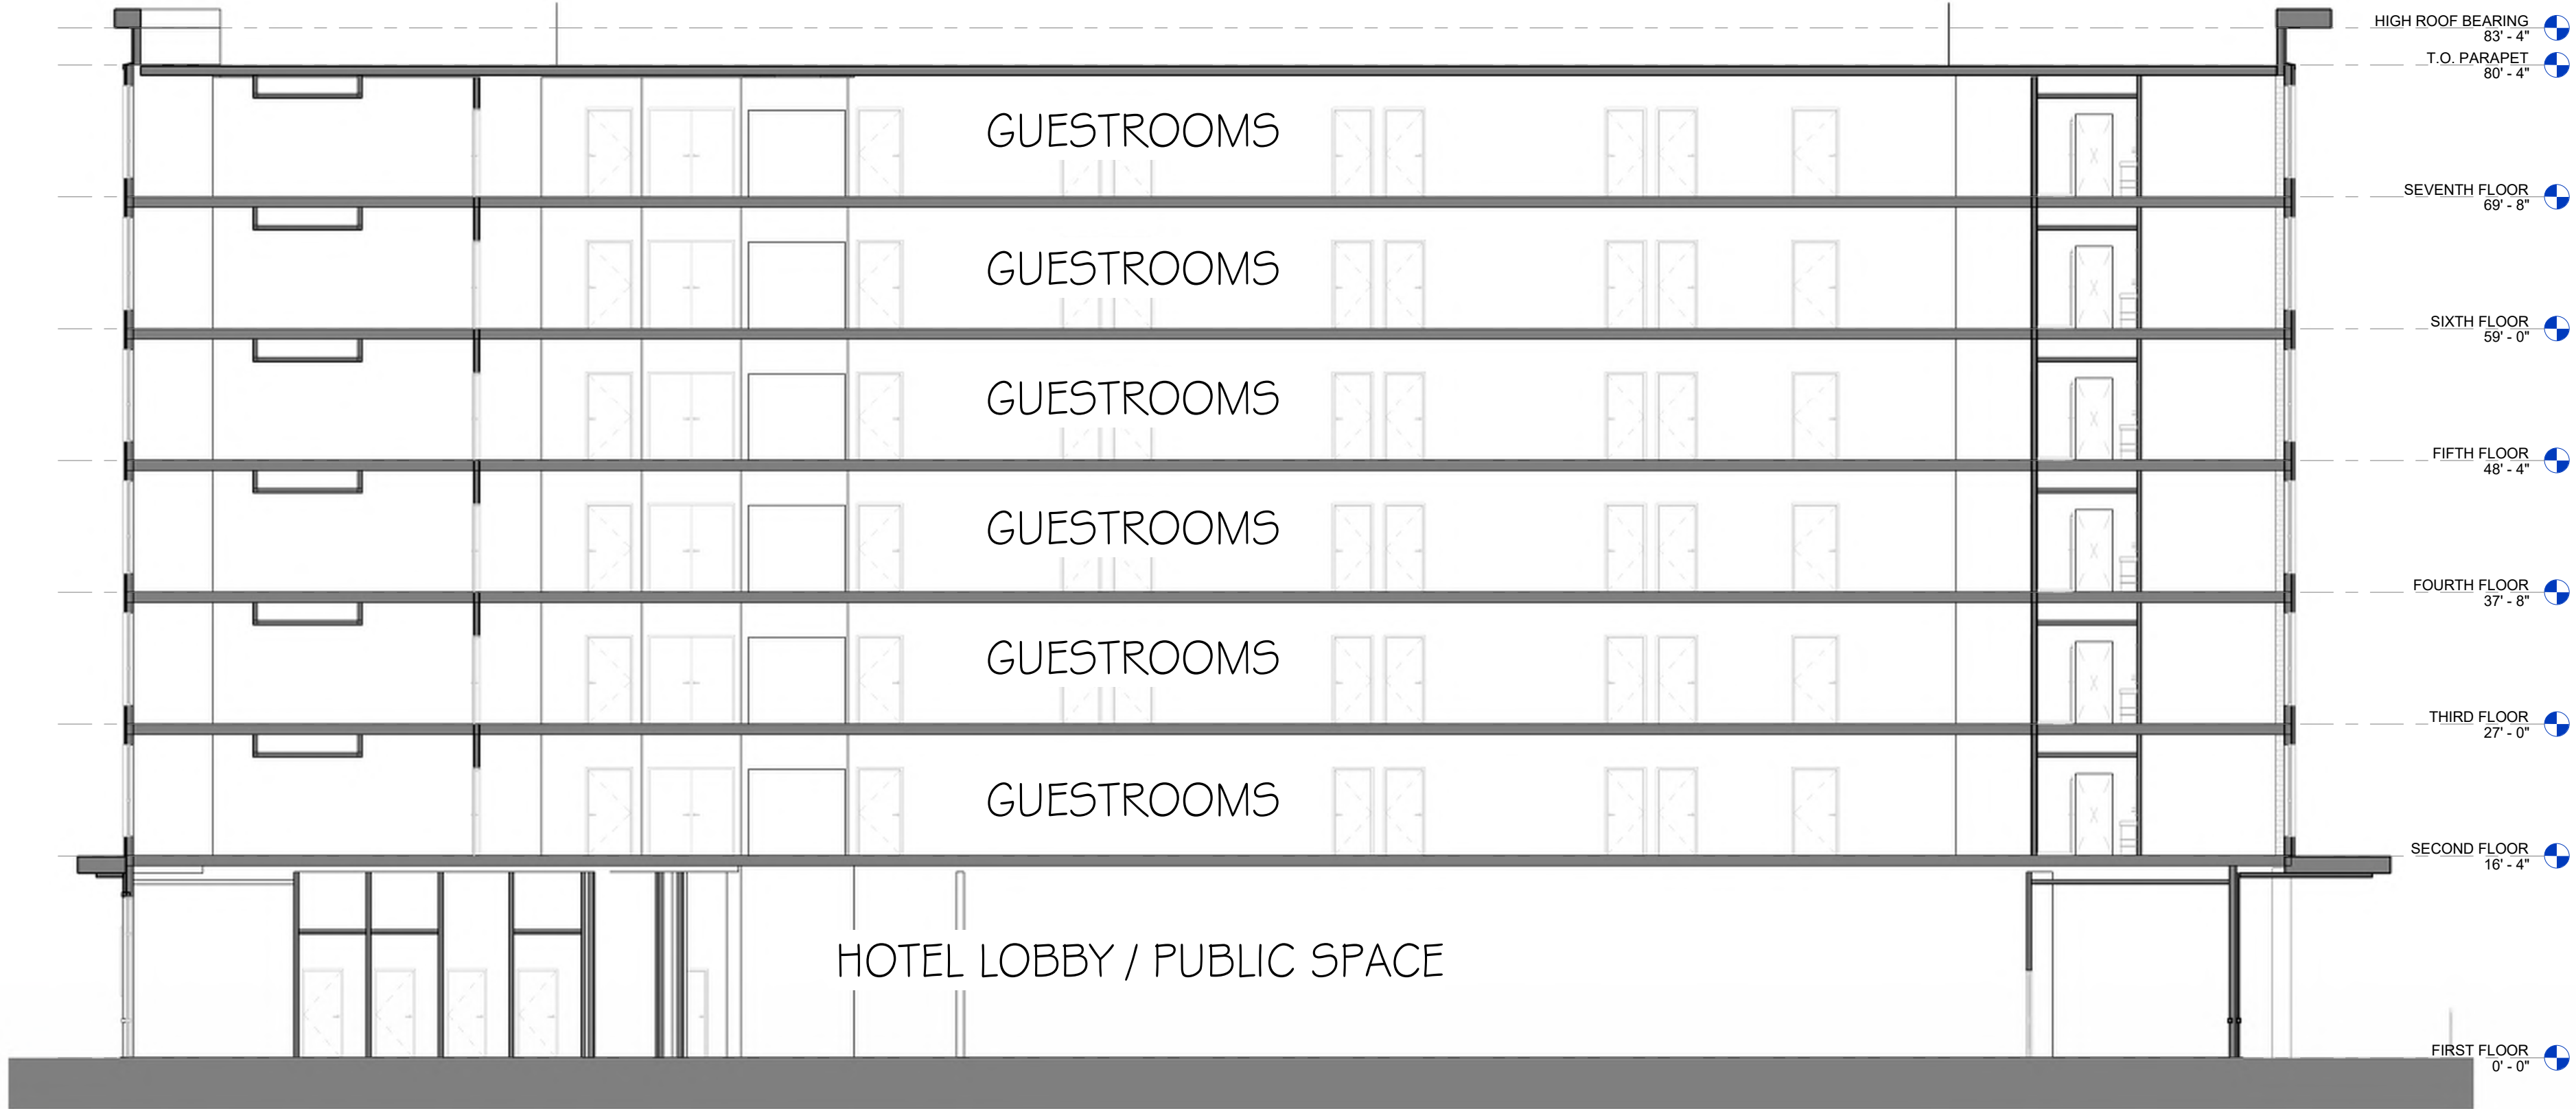 HIGH ROOF BEARING
83' - 4"
T.O. PARAPET
80' - 4"
GUESTROOMS
SEVENTH FLOOR
69' - 8"
GUESTROOMS
SIXTH FLOOR
59' - 0"
GUESTROOMS
FIFTH FLOOR
48' - 4"
GUESTROOMS
FOURTH FLOOR
37' - 8"
GUESTROOMS
THIRD FLOOR
27' - 0"
GUESTROOMS
SECOND FLOOR
16' - 4"
HOTEL LOBBY / PUBLIC SPACE
FIRST FLOOR
0' - 0"